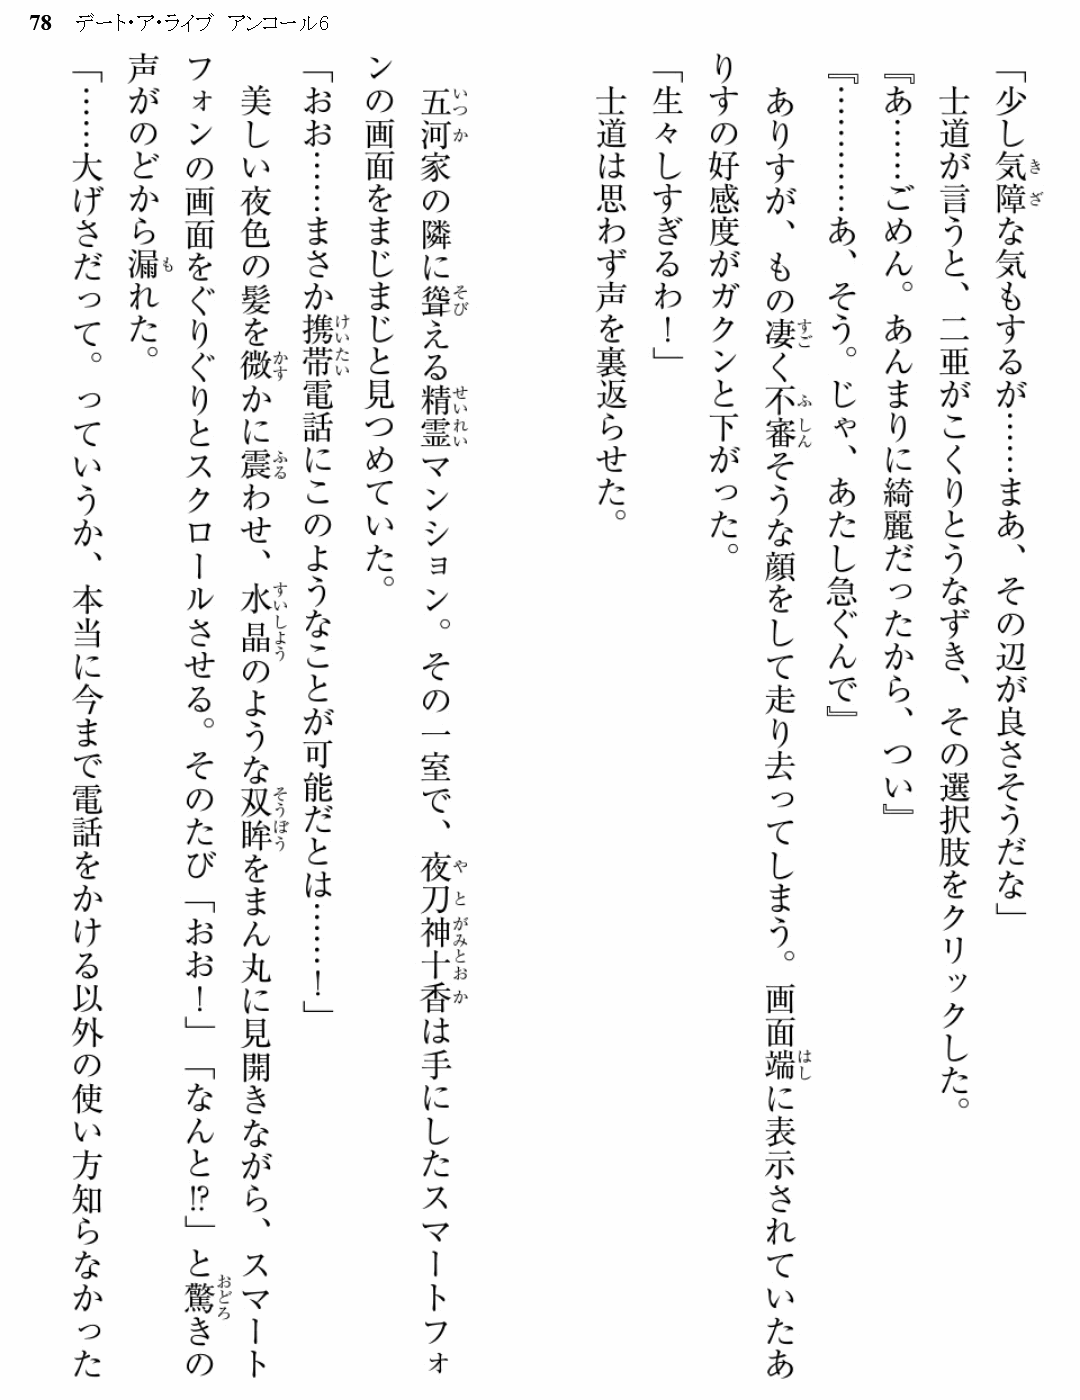 78 デート・ア・ライブ アンコール6
「少し気障な気もするが……まあ、その辺が良さそうだな」
士道が言うと、二亜がこくりとうなずき、その選択肢をクリックした。
『あ……ごめん。あんまりに綺麗だったから、つい』
『…………あ、そう。じゃ、あたし急ぐんで』
ありすが、もの凄く不審そうな顔をして走り去ってしまう。画面端に表示されていたあ
りすの好感度がガクンと下がった。
「生々しすぎるわ！」
士道は思わず声を裏返らせた。
五河家の隣に聳える精霊マンション。その一室で、夜刀神十香は手にしたスマートフォ
ンの画面をまじまじと見つめていた。
「おお……まさか携帯電話にこのようなことが可能だとは……！」
美しい夜色の髪を微かに震わせ、水晶のような双眸をまん丸に見開きながら、スマート
フォンの画面をぐりぐりとスクロールさせる。そのたび「おお！」「なんと!?」と驚きの
声がのどから漏れた。
「……大げさだって。っていうか、本当に今まで電話をかける以外の使い方知らなかった